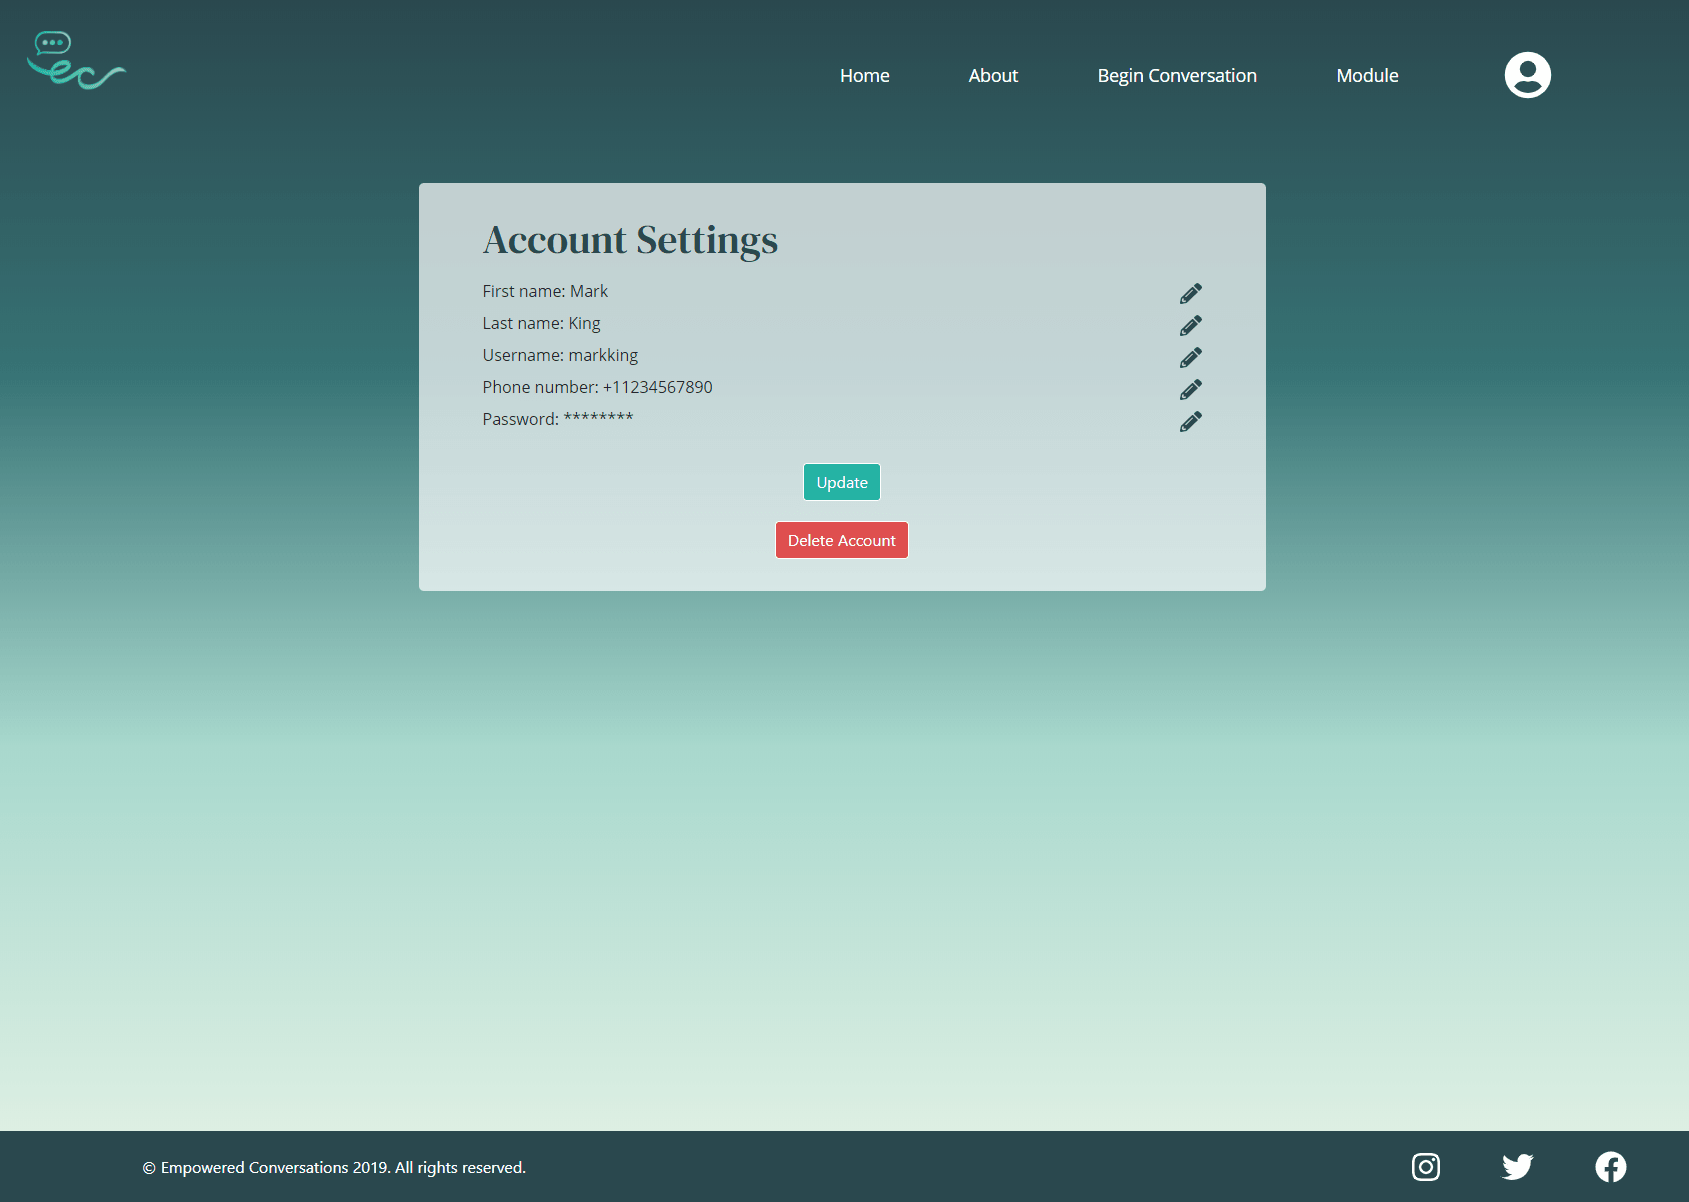 ec
Home About Begin Conversation Module
Account Settings
First name: Mark
Last name: King
Username: markking
Phone number: +11234567890
Password: ********
Update
Delete Account
© Empowered Conversations 2019. All rights reserved.